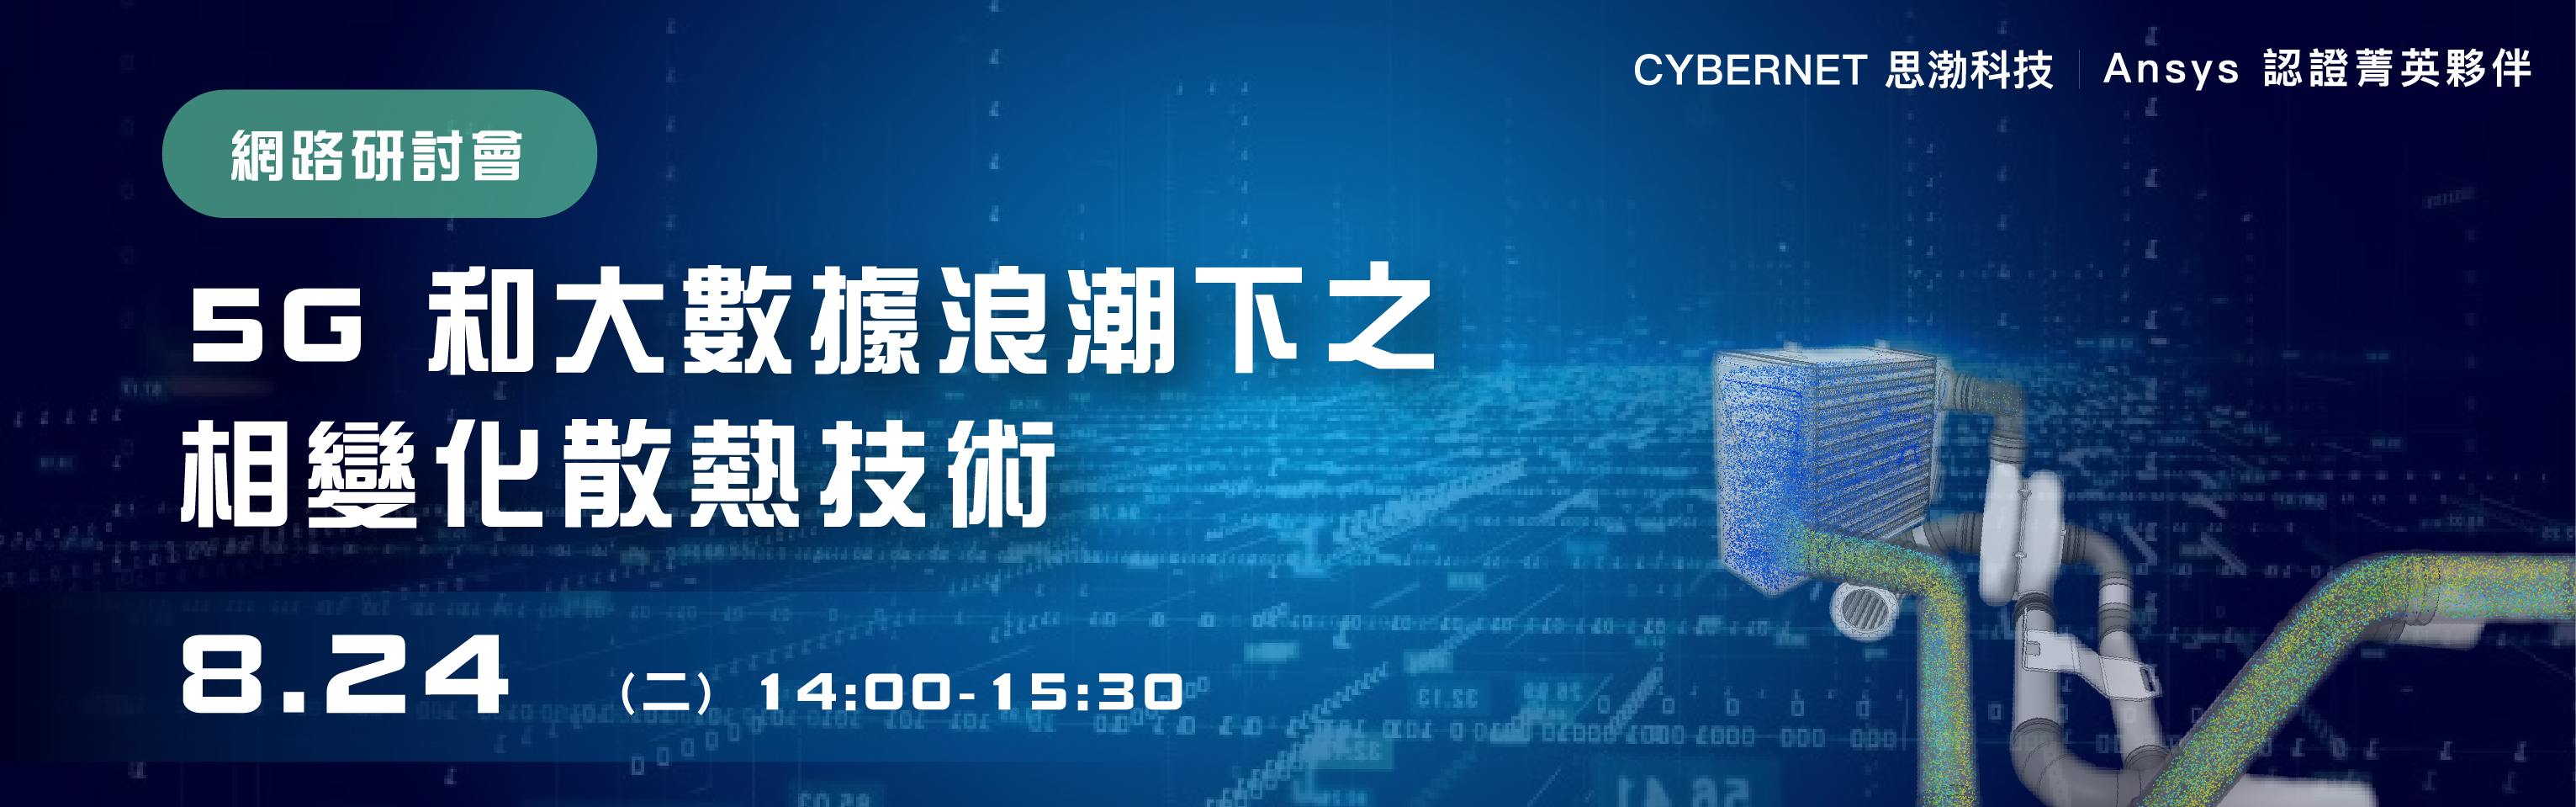 CYBERNET 思渤科技 | Ansys 認證菁英夥伴
網路研討會
5G 和大數據浪潮下之
相變化散熱技術
8.24 (二) 14:00-15:30